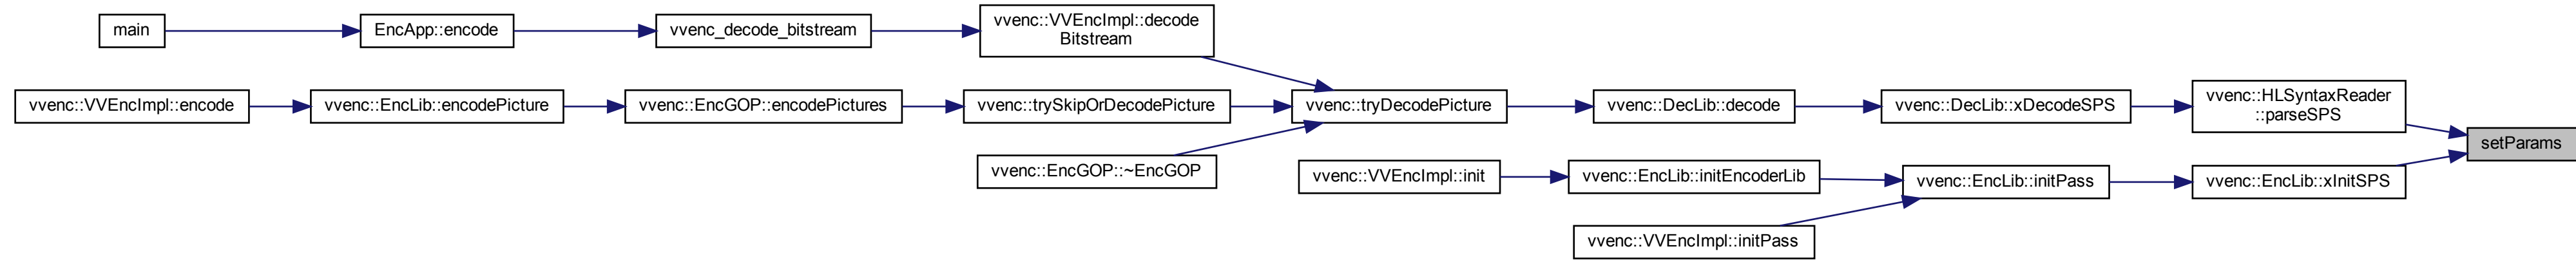 main
EncApp::encode
vvenc_decode_bitstream
vvenc::VVEncImpl::decode
Bitstream
vvenc::VVEncImpl::encode
vvenc::EncLib::encodePicture
vvenc::EncGOP::encodePictures
vvenc::trySkipOrDecodePicture
vvenc::tryDecodePicture
vvenc::DecLib::decode
vvenc::DecLib::xDecodeSPS
vvenc::HLSyntaxReader
::parseSPS
setParams
vvenc::EncGOP::~EncGOP
vvenc::VVEncImpl::init
vvenc::EncLib::initEncoderLib
vvenc::EncLib::initPass
vvenc::EncLib::xInitSPS
vvenc::VVEncImpl::initPass